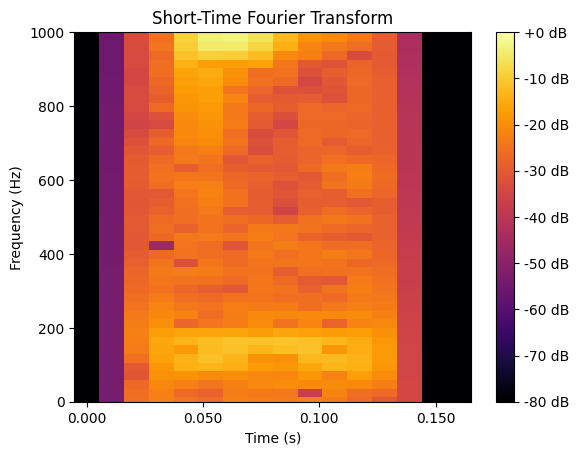 Short-Time Fourier Transform
1000
800
600
400
200
0
Frequency (Hz)
0.000
0.050
0.100
0.150
Time (s)
+0 dB
-10 dB
-20 dB
-30 dB
-40 dB
-50 dB
-60 dB
-70 dB
-80 dB